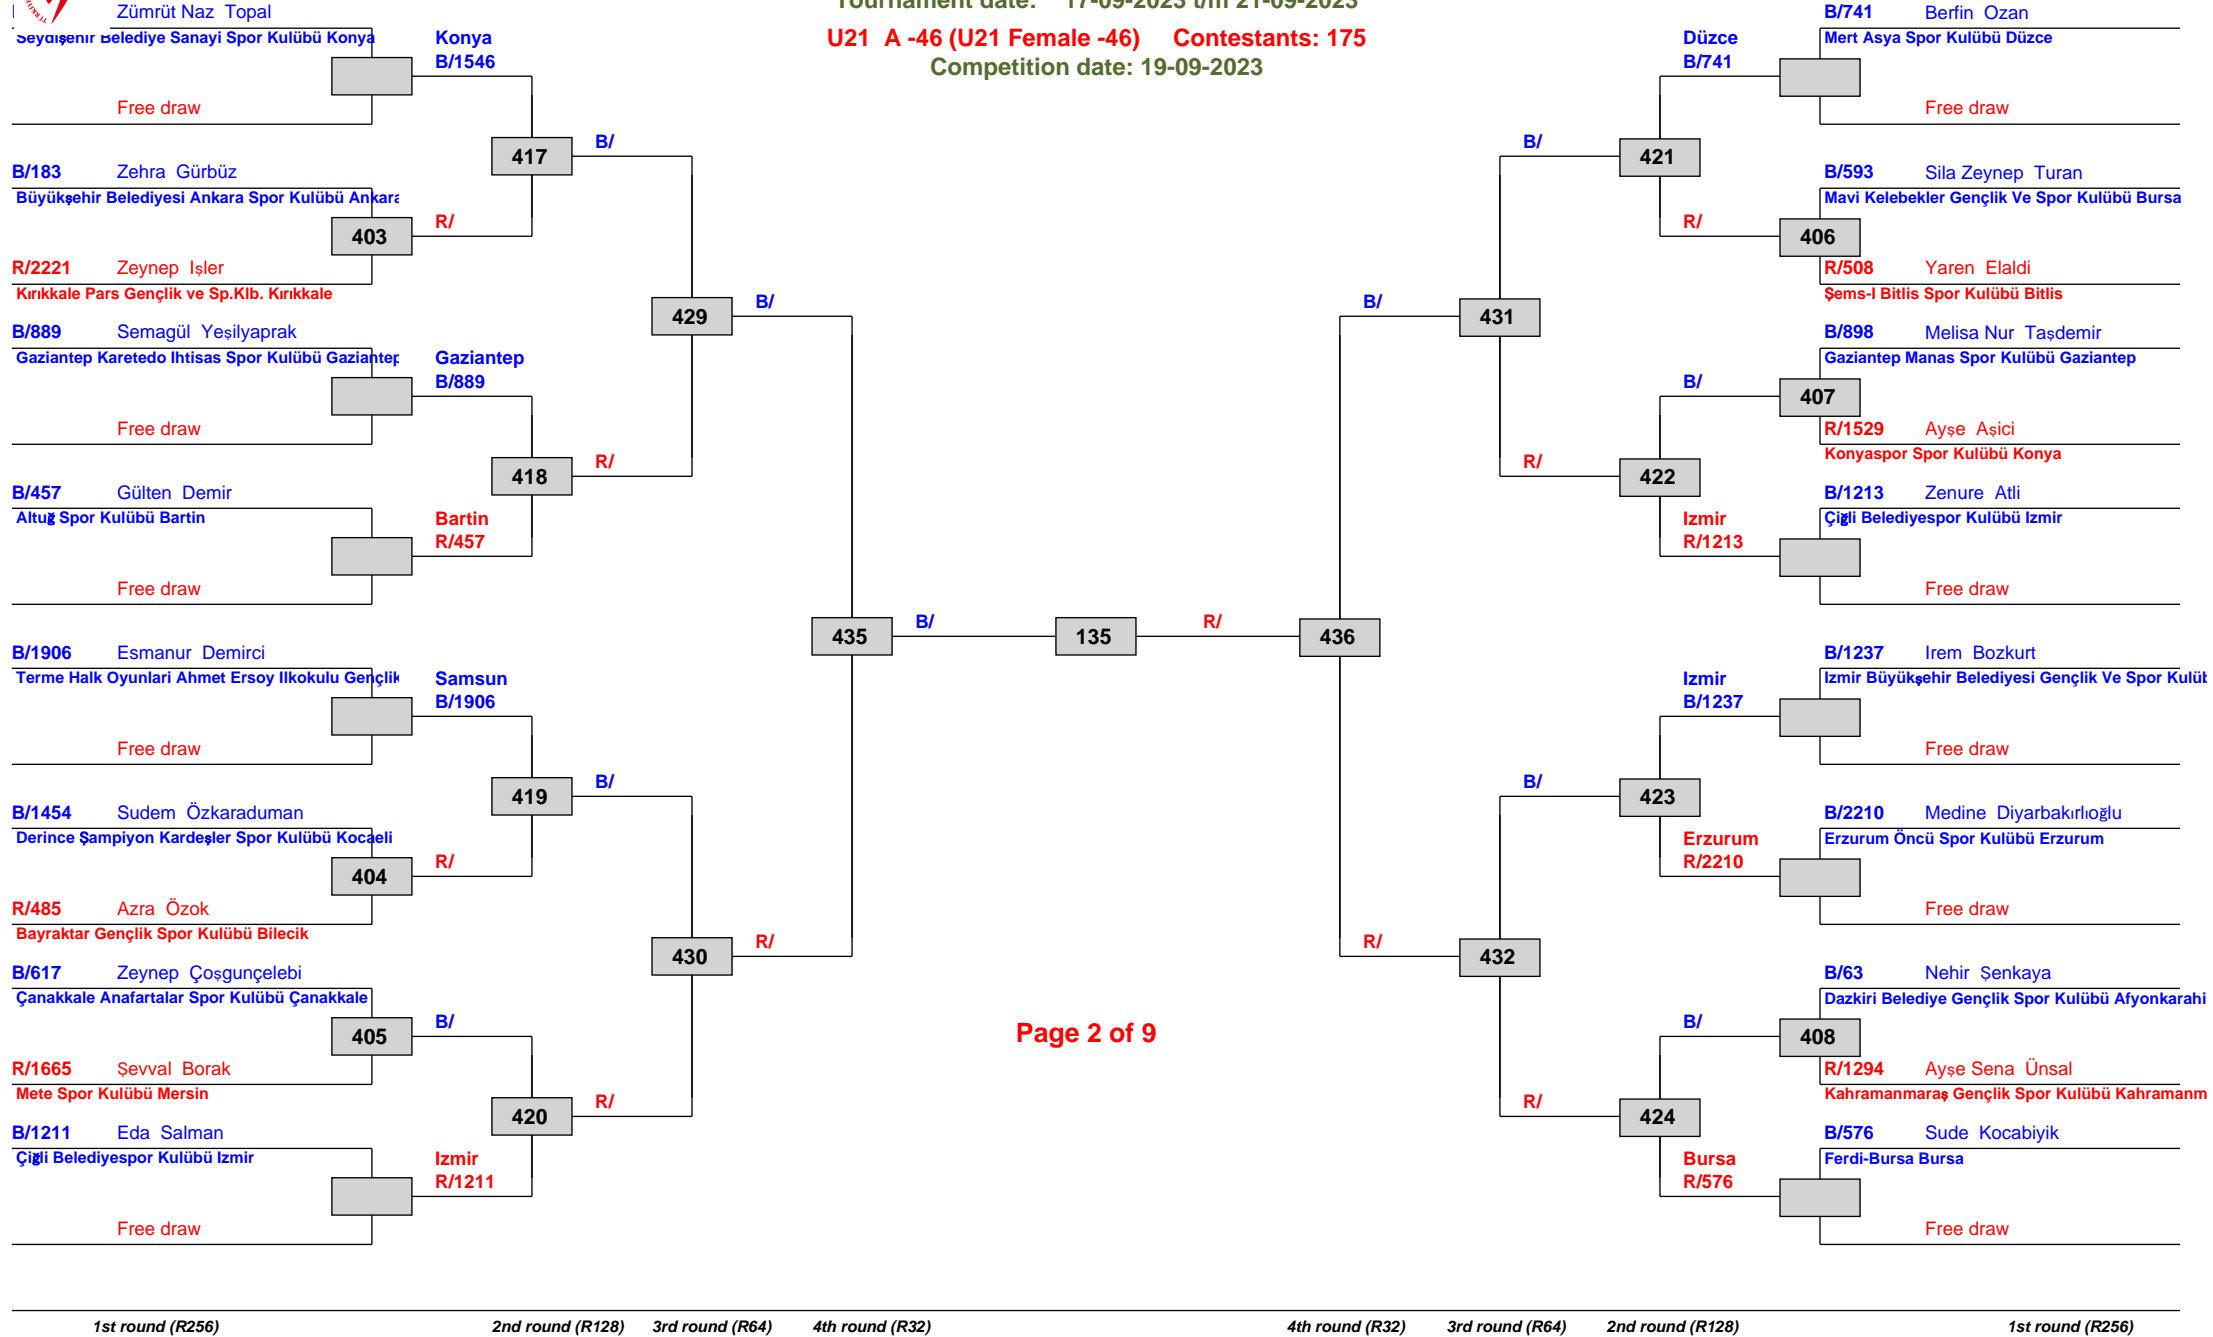 Tournament date: 17-09-2023 t/m 21-09-2023
U21 A -46 (U21 Female -46) Contestants: 175
Competition date: 19-09-2023
Zümrüt Naz Topal
Seydişehir Belediye Sanayi Spor Kulübü Konya
Free draw
Konya
B/1546
B/183 Zehra Gürbüz
Büyükşehir Belediyesi Ankara Spor Kulübü Ankara
403
R/
R/2221 Zeynep Işler
Kırıkkale Pars Gençlik ve Sp.Klb. Kırıkkale
417
B/
B/889 Semagül Yeşilyaprak
Gaziantep Karetedo Ihtisas Spor Kulübü Gaziantep
Free draw
Gaziantep
B/889
418
R/
B/457 Gülten Demir
Altuğ Spor Kulübü Bartin
Free draw
Bartin
R/457
429
B/
B/1906 Esmanur Demirci
Terme Halk Oyunlari Ahmet Ersoy Ilkokulu Gençlik
Free draw
Samsun
B/1906
419
B/
B/1454 Sudem Özkaraduman
Derince Şampiyon Kardeşler Spor Kulübü Kocaeli
404
R/
R/485 Azra Özok
Bayraktar Gençlik Spor Kulübü Bilecik
430
R/
B/617 Zeynep Çoşgunçelebi
Çanakkale Anafartalar Spor Kulübü Çanakkale
405
B/
R/1665 Şevval Borak
Mete Spor Kulübü Mersin
420
R/
B/1211 Eda Salman
Çiğli Belediyespor Kulübü Izmir
Free draw
Izmir
R/1211
435
B/
135
R/
436
Page 2 of 9
B/741 Berfin Ozan
Mert Asya Spor Kulübü Düzce
Free draw
Düzce
B/741
421
B/
B/593 Sila Zeynep Turan
Mavi Kelebekler Gençlik Ve Spor Kulübü Bursa
406
R/
R/508 Yaren Elaldi
Şems-I Bitlis Spor Kulübü Bitlis
431
B/
B/898 Melisa Nur Taşdemir
Gaziantep Manas Spor Kulübü Gaziantep
407
B/
R/1529 Ayşe Aşici
Konyaspor Spor Kulübü Konya
422
R/
B/1213 Zenure Atli
Çiğli Belediyespor Kulübü Izmir
Free draw
Izmir
R/1213
B/1237 Irem Bozkurt
Izmir Büyükşehir Belediyesi Gençlik Ve Spor Kulüb
Free draw
Izmir
B/1237
423
B/
B/2210 Medine Diyarbakırlıoğlu
Erzurum Öncü Spor Kulübü Erzurum
Free draw
Erzurum
R/2210
432
R/
B/63 Nehir Şenkaya
Dazkiri Belediye Gençlik Spor Kulübü Afyonkarahi
408
B/
R/1294 Ayşe Sena Ünsal
Kahramanmaraş Gençlik Spor Kulübü Kahramanm
424
R/
B/576 Sude Kocabiyik
Ferdi-Bursa Bursa
Free draw
Bursa
R/576
1st round (R256) 2nd round (R128) 3rd round (R64) 4th round (R32) 4th round (R32) 3rd round (R64) 2nd round (R128) 1st round (R256)